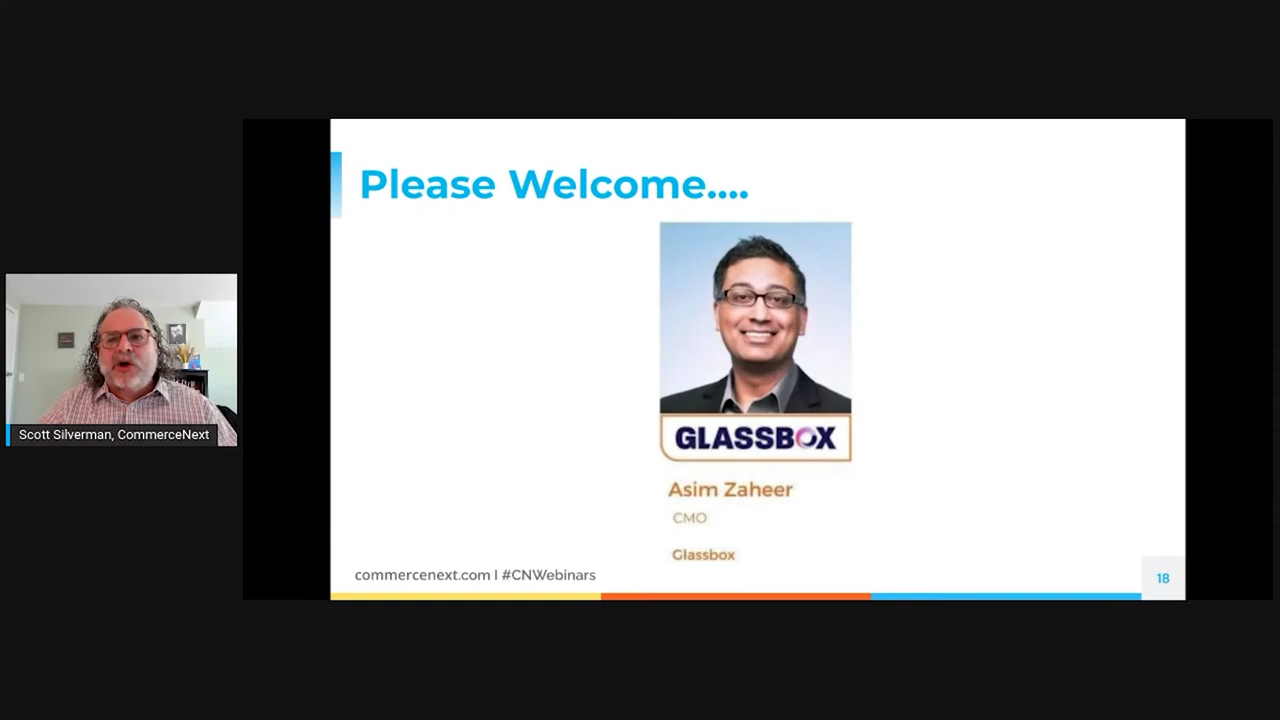 Please Welcome....
GLASSBOX
Asim Zaheer
CMO
Glassbox
commercenext.com I #CNWebinars
18
Scott Silverman, CommerceNext